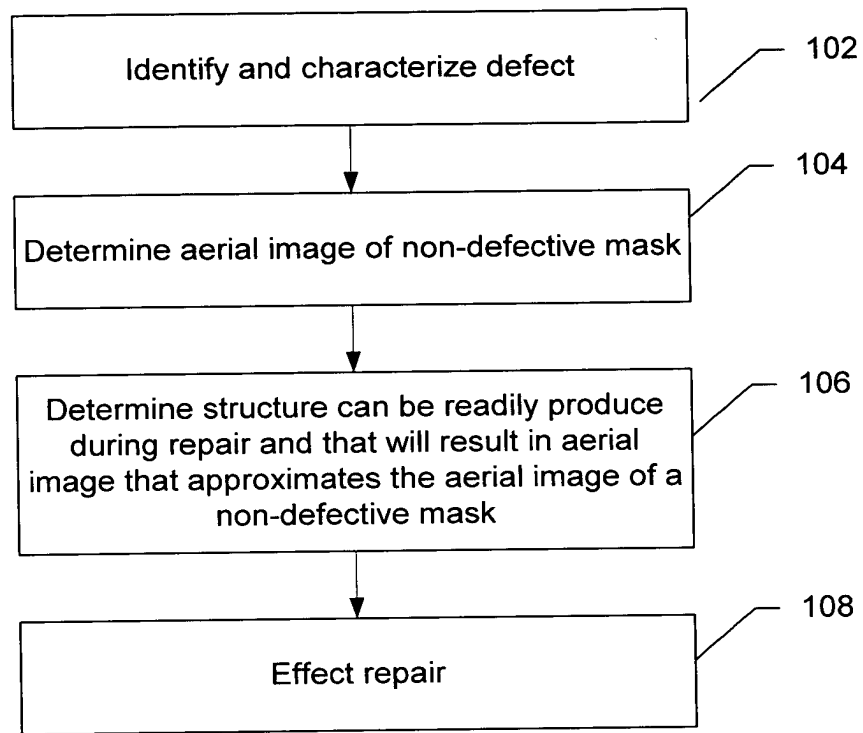 Identify and characterize defect
102
104
Determine aerial image of non-defective mask
106
Determine structure can be readily produce
during repair and that will result in aerial
image that approximates the aerial image of a
non-defective mask
108
Effect repair